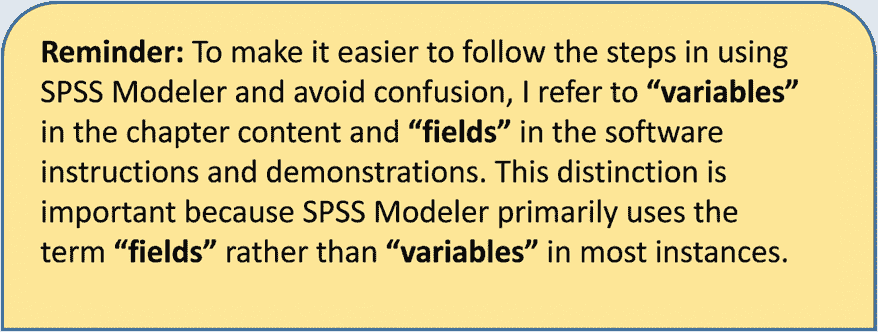 Reminder: To make it easier to follow the steps in using
SPSS Modeler and avoid confusion, I refer to “variables”
in the chapter content and “fields” in the software
instructions and demonstrations. This distinction is
important because SPSS Modeler primarily uses the
term “fields” rather than “variables” in most instances.